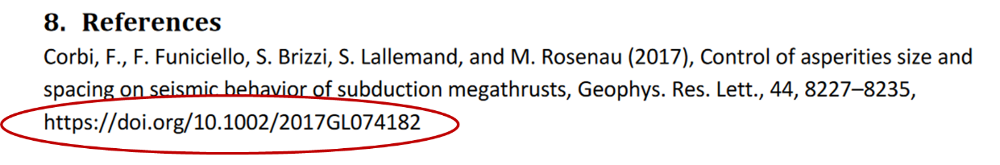 8. References
Corbi, F., F. Funiciello, S. Brizzi, S. Lallemand, and M. Rosenau (2017), Control of asperities size and
spacing on seismic behavior of subduction megathrusts, Geophys. Res. Lett., 44, 8227–8235,
https://doi.org/10.1002/2017GL074182